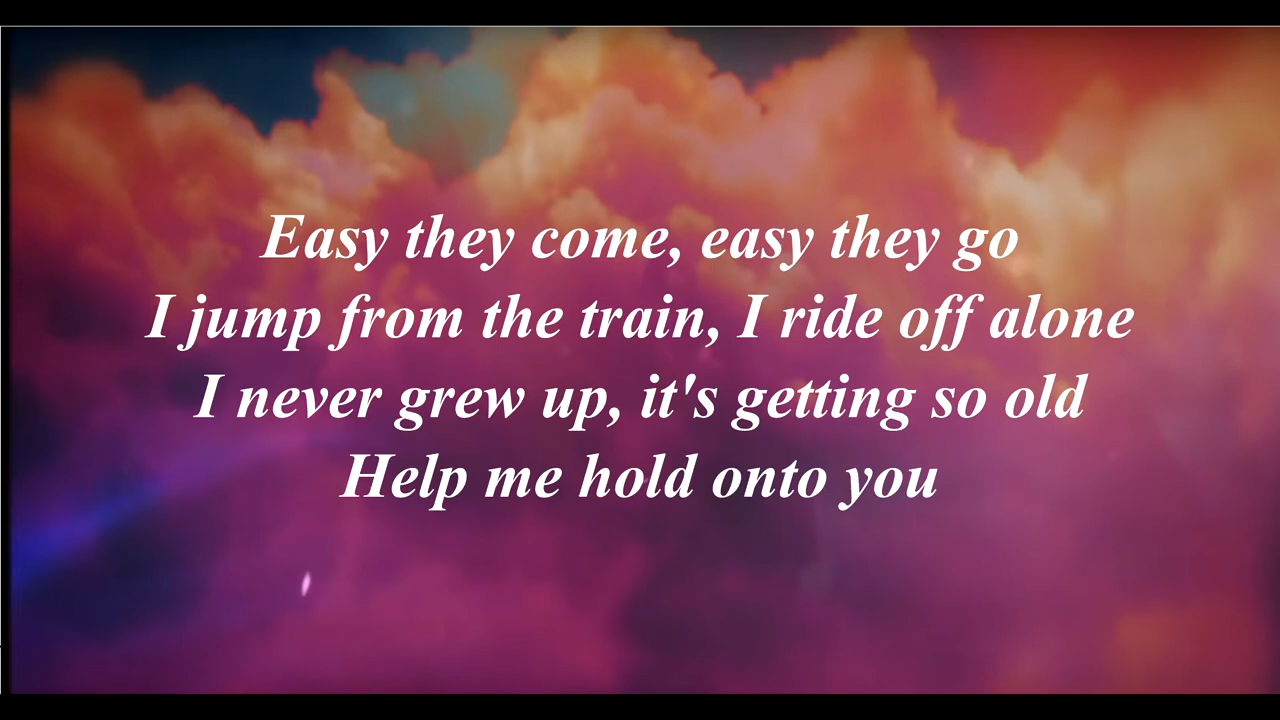 Easy they come, easy they go
I jump from the train, I ride off alone
I never grew up, it's getting so old
Help me hold onto you